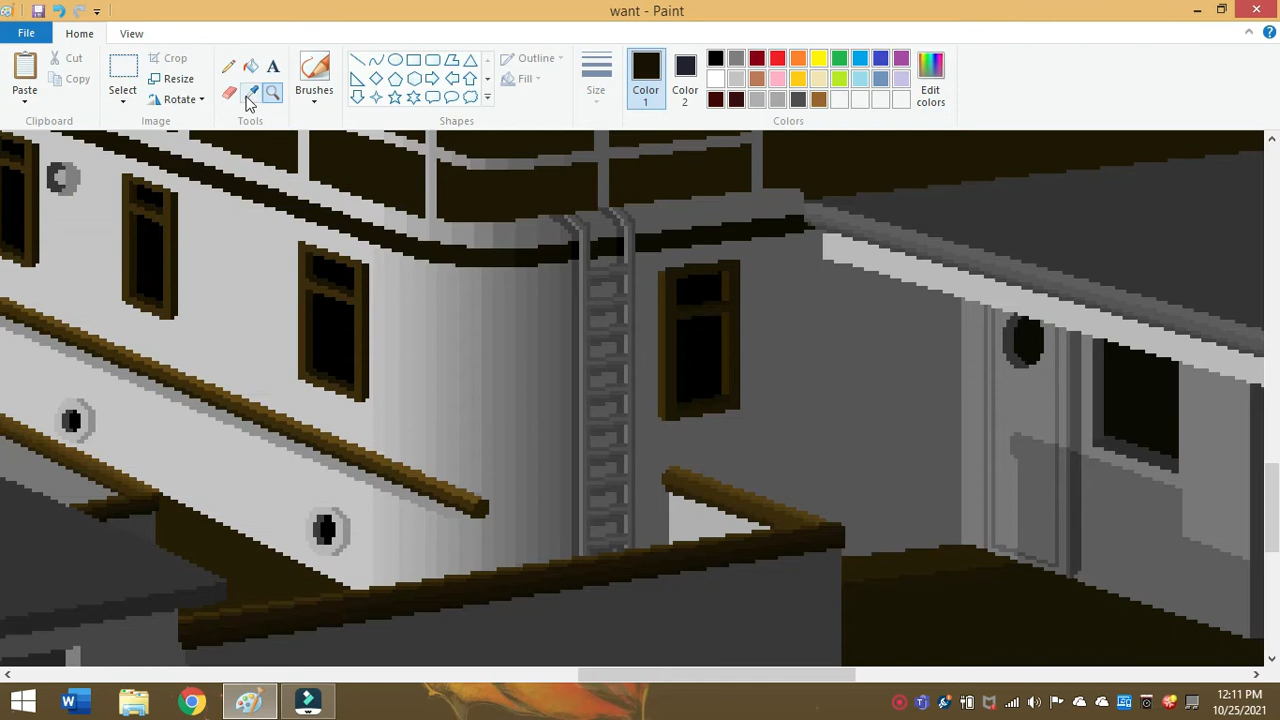 want - Paint
File Home View
Paste Cut Copy Clipboard
Select Crop Resize Rotate Image
A Tools
Brushes
Outline Fill Shapes
Size
Color 1 Color 2 Colors
Edit colors
W
12:11 PM
10/25/2021